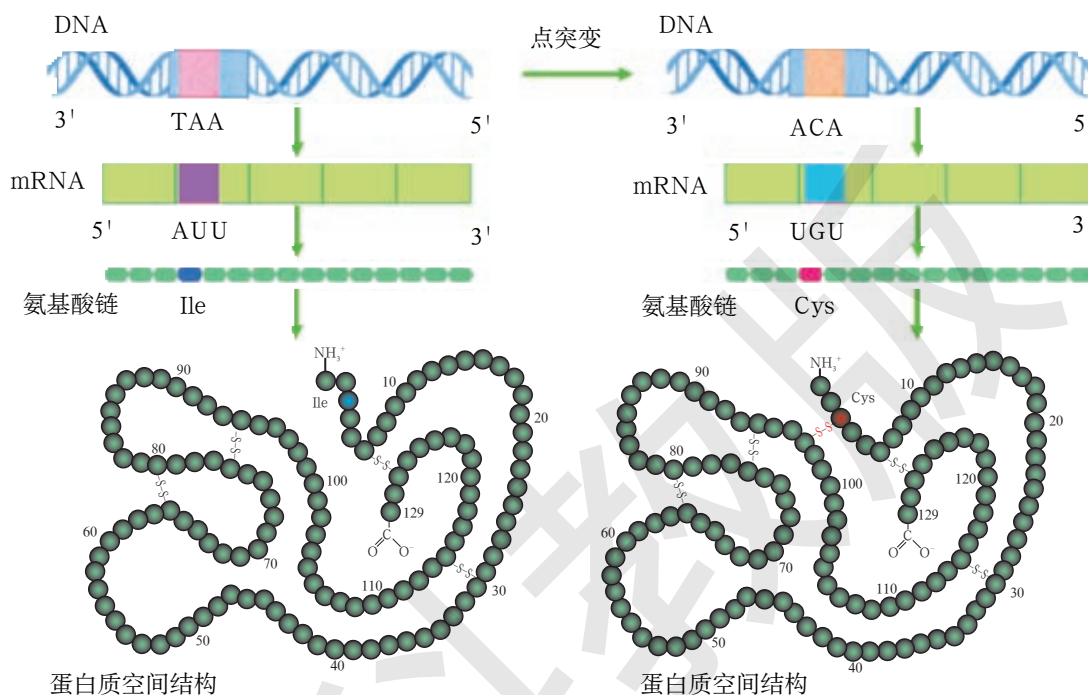 DNA
3' TAA 5'
mRNA
5' AUU 3'
氨基酸链 Ile
NH₃⁺
Ile
10
20
30
40
50
60
70
80
90
100
110
120
129
C
O O⁻
-S-S-
-S-S-
-S-S-
-S-S-
蛋白质空间结构
点突变
DNA
3' ACA 5
mRNA
5' UGU 3
氨基酸链 Cys
NH₃⁺
Cys
10
20
30
40
50
60
70
80
90
100
110
120
129
C
O O⁻
-S-S-
-S-S-
-S-S-
-S-S-
-S-S-
蛋白质空间结构